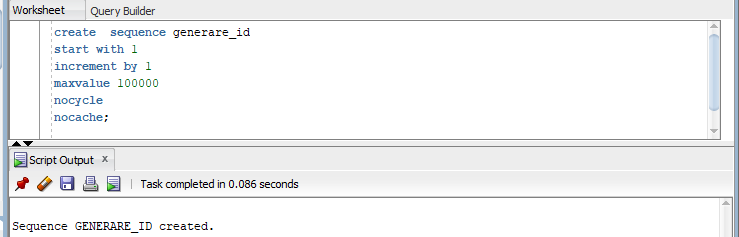 Worksheet Query Builder
create  sequence generare_id
start with 1
increment by 1
maxvalue 100000
nocycle
nocache;
Script Output x
Task completed in 0.086 seconds
Sequence GENERARE_ID created.